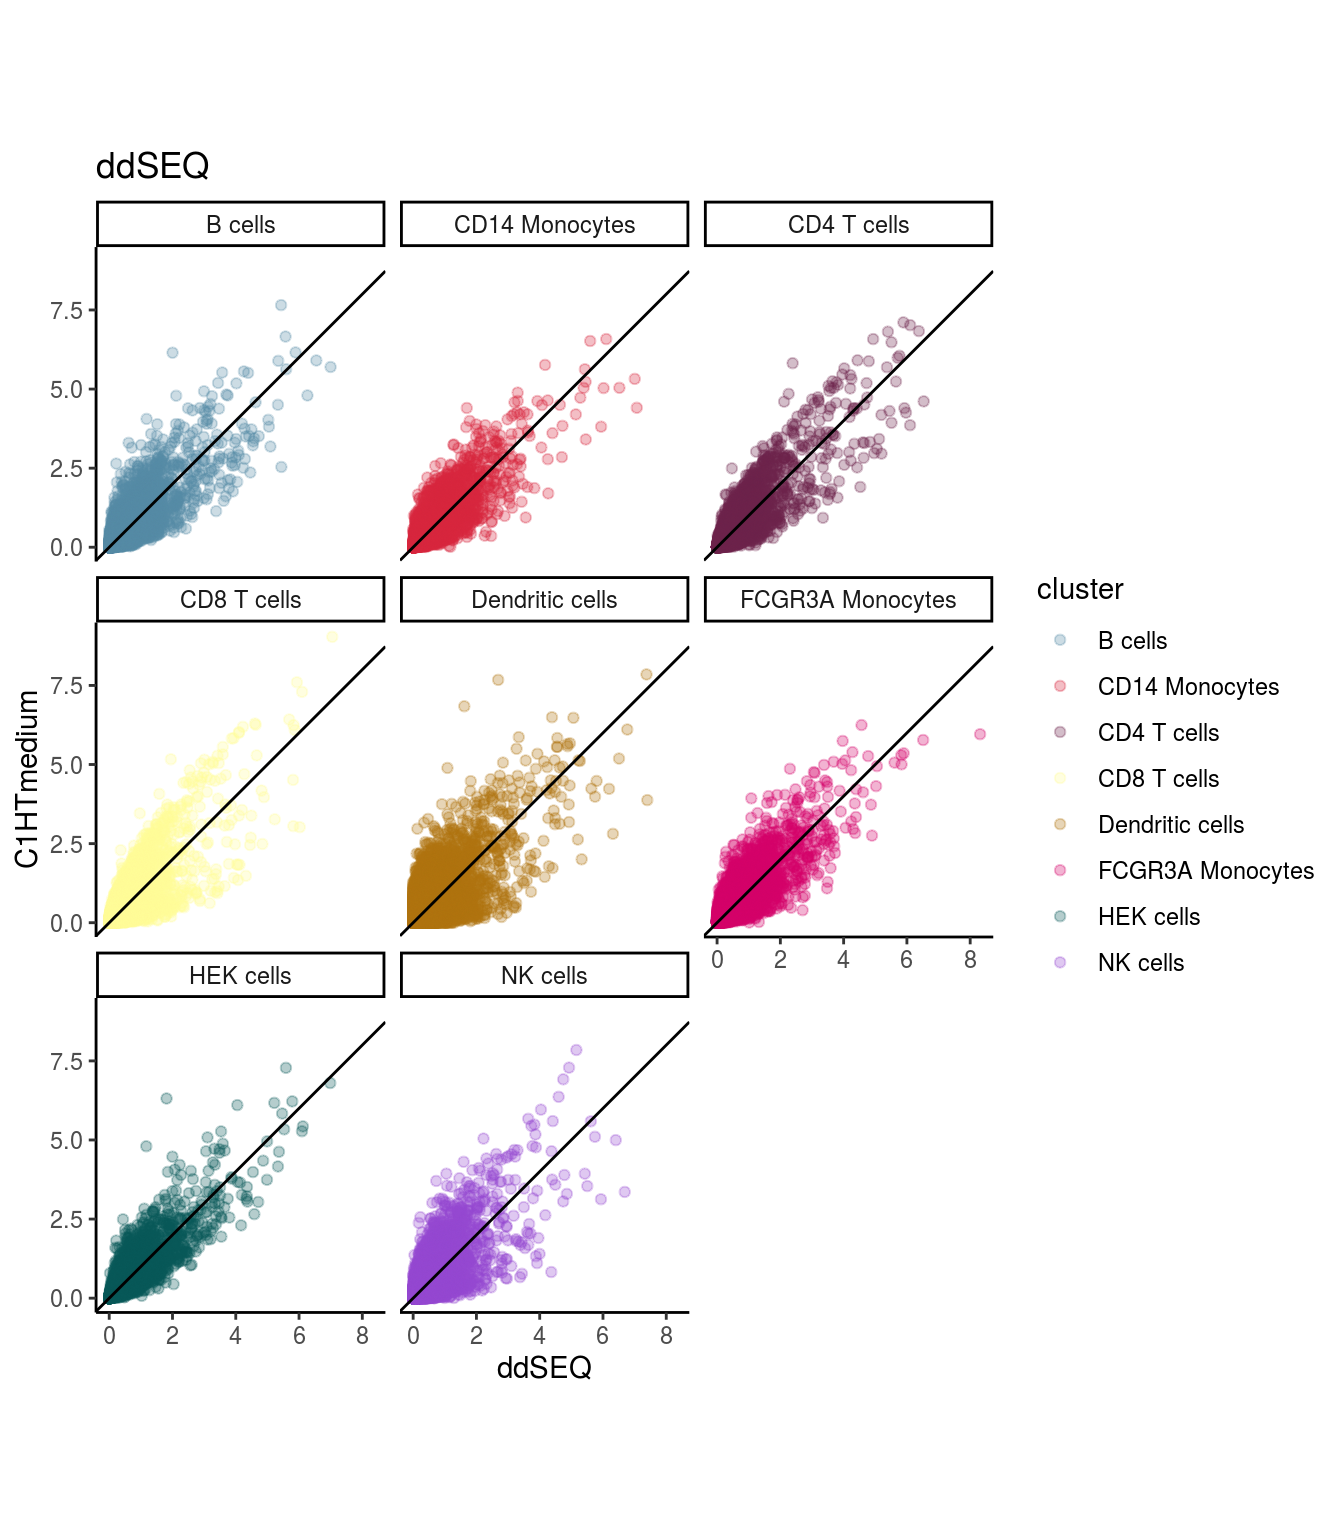 ddSEQ
B cells
CD14 Monocytes
CD4 T cells
7.5
5.0
2.5
0.0
CD8 T cells
Dendritic cells
FCGR3A Monocytes
7.5
5.0
2.5
0.0
0 2 4 6 8
HEK cells
NK cells
7.5
5.0
2.5
0.0
0 2 4 6 8
0 2 4 6 8
ddSEQ
C1HTmedium
cluster
B cells
CD14 Monocytes
CD4 T cells
CD8 T cells
Dendritic cells
FCGR3A Monocytes
HEK cells
NK cells